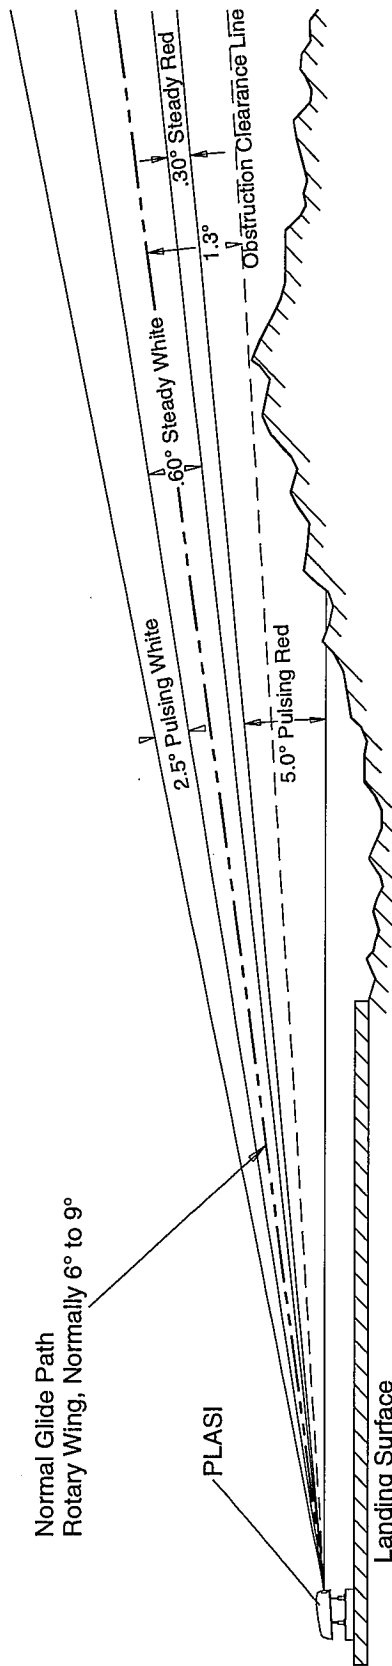 Normal Glide Path
Rotary Wing, Normally 6° to 9°
PLASI
Landing Surface
2.5° Pulsing White
.60° Steady White
.30° Steady Red
1.3°
Obstruction Clearance Line
5.0° Pulsing Red